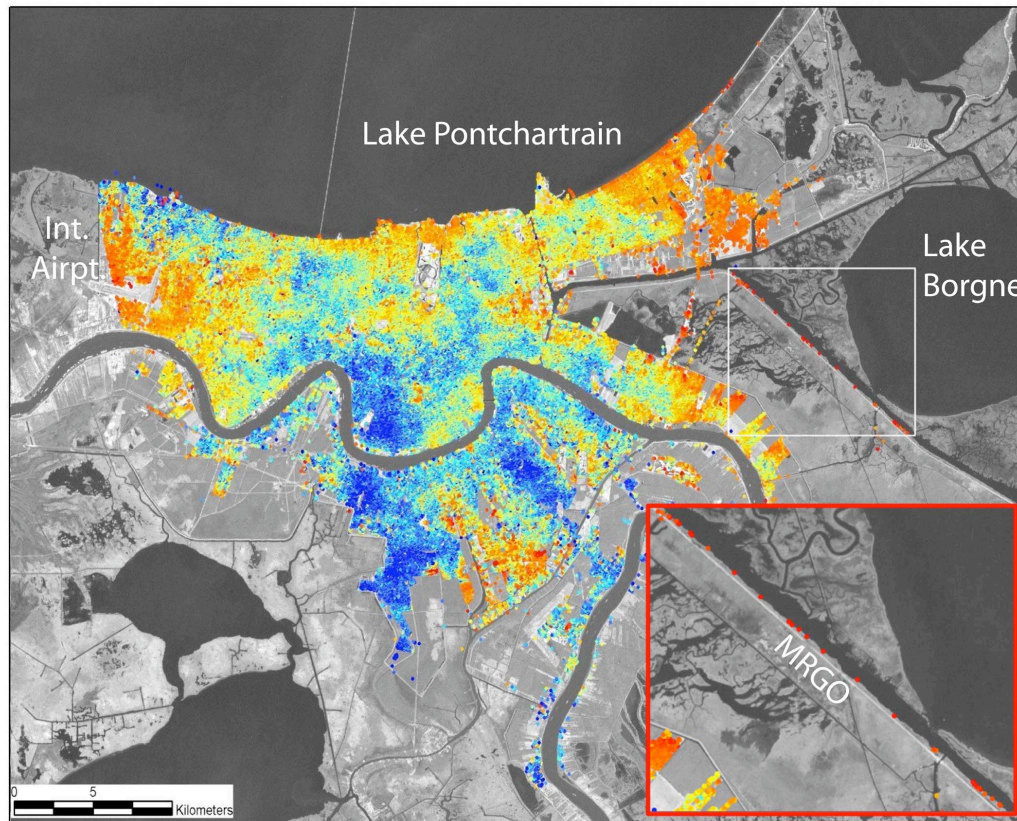 Lake Pontchartrain
Int.
Airpt.
Lake
Borgne
MRGO
0 5
Kilometers